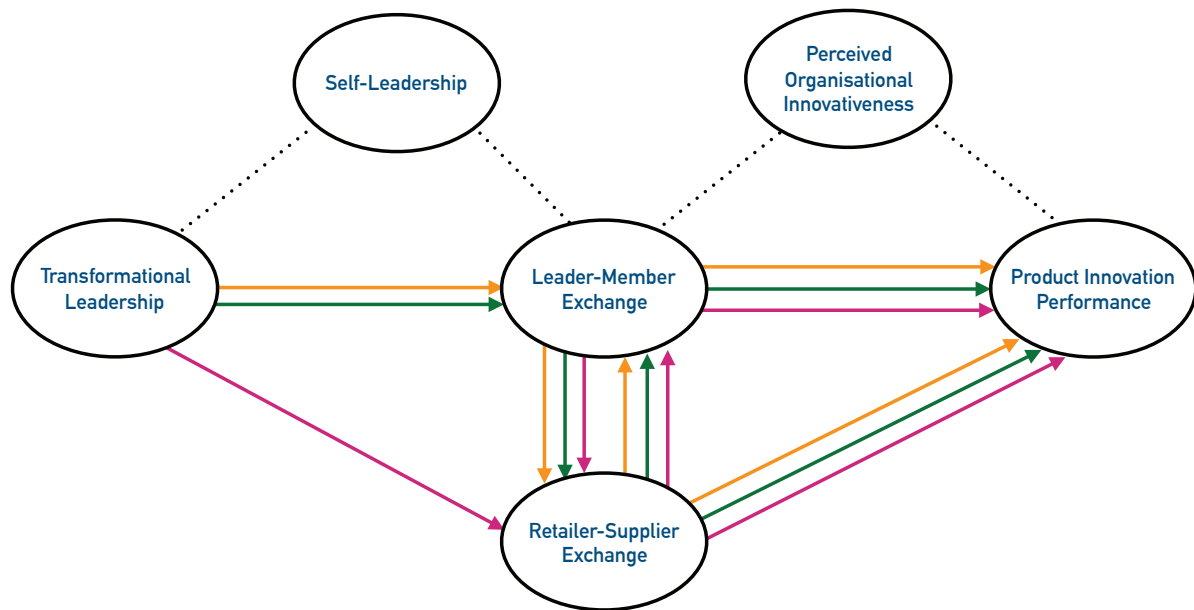 Self-Leadership
Perceived
Organisational
Innovativeness
Transformational
Leadership
Leader-Member
Exchange
Product Innovation
Performance
Retailer-Supplier
Exchange